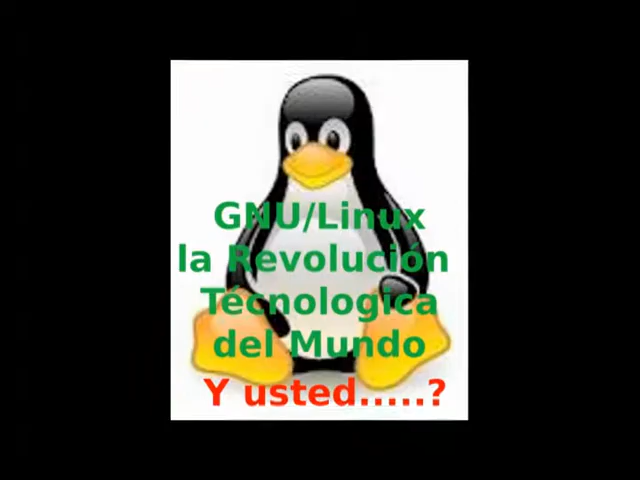 GNU/Linux
la Revolución
Técnologica
del Mundo
Y usted.....?